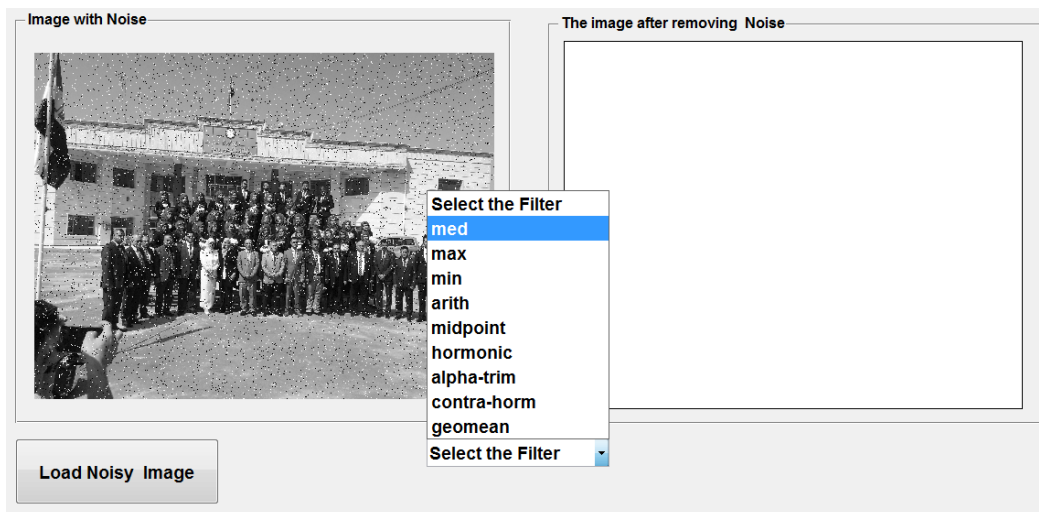 Image with Noise
The image after removing  Noise
Select the Filter
med
max
min
arith
midpoint
hormonic
alpha-trim
contra-horm
geomean
Select the Filter
Load Noisy  Image